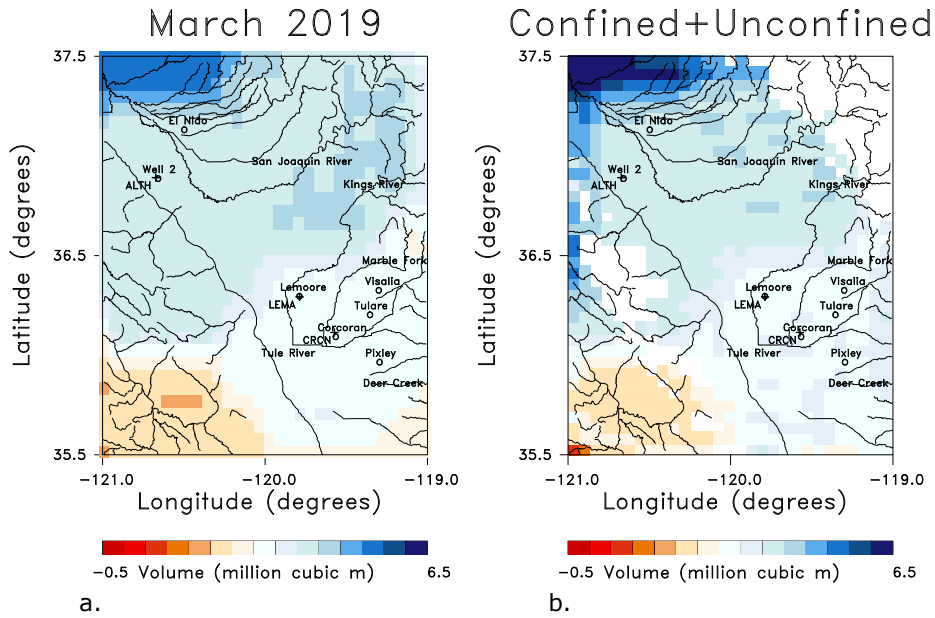 March 2019
37.5
El Nido
San Joaquin River
Well 2
ALTH
Kings River
36.5
Marble Fork
Visalia
Lemoore
LEMA
Tulare
Corcoran
CRCN
Tule River
Pixley
Deer Creek
35.5
-121.0 -120.0 -119.0
Latitude (degrees)
Longitude (degrees)
-0.5 Volume (million cubic m) 6.5
a.
Confined+Unconfined
37.5
El Nido
San Joaquin River
Well 2
ALTH
Kings River
36.5
Marble Fork
Visalia
Lemoore
LEMA
Tulare
Corcoran
CRCN
Tule River
Pixley
Deer Creek
35.5
-121.0 -120.0 -119.0
Latitude (degrees)
Longitude (degrees)
-0.5 Volume (million cubic m) 6.5
b.